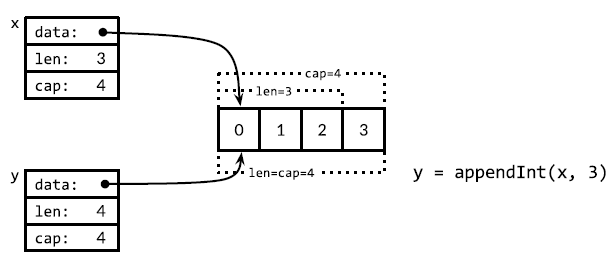 x
data:
len: 3
cap: 4
cap=4
len=3
0 1 2 3
len=cap=4
y = appendInt(x, 3)
y
data:
len: 4
cap: 4